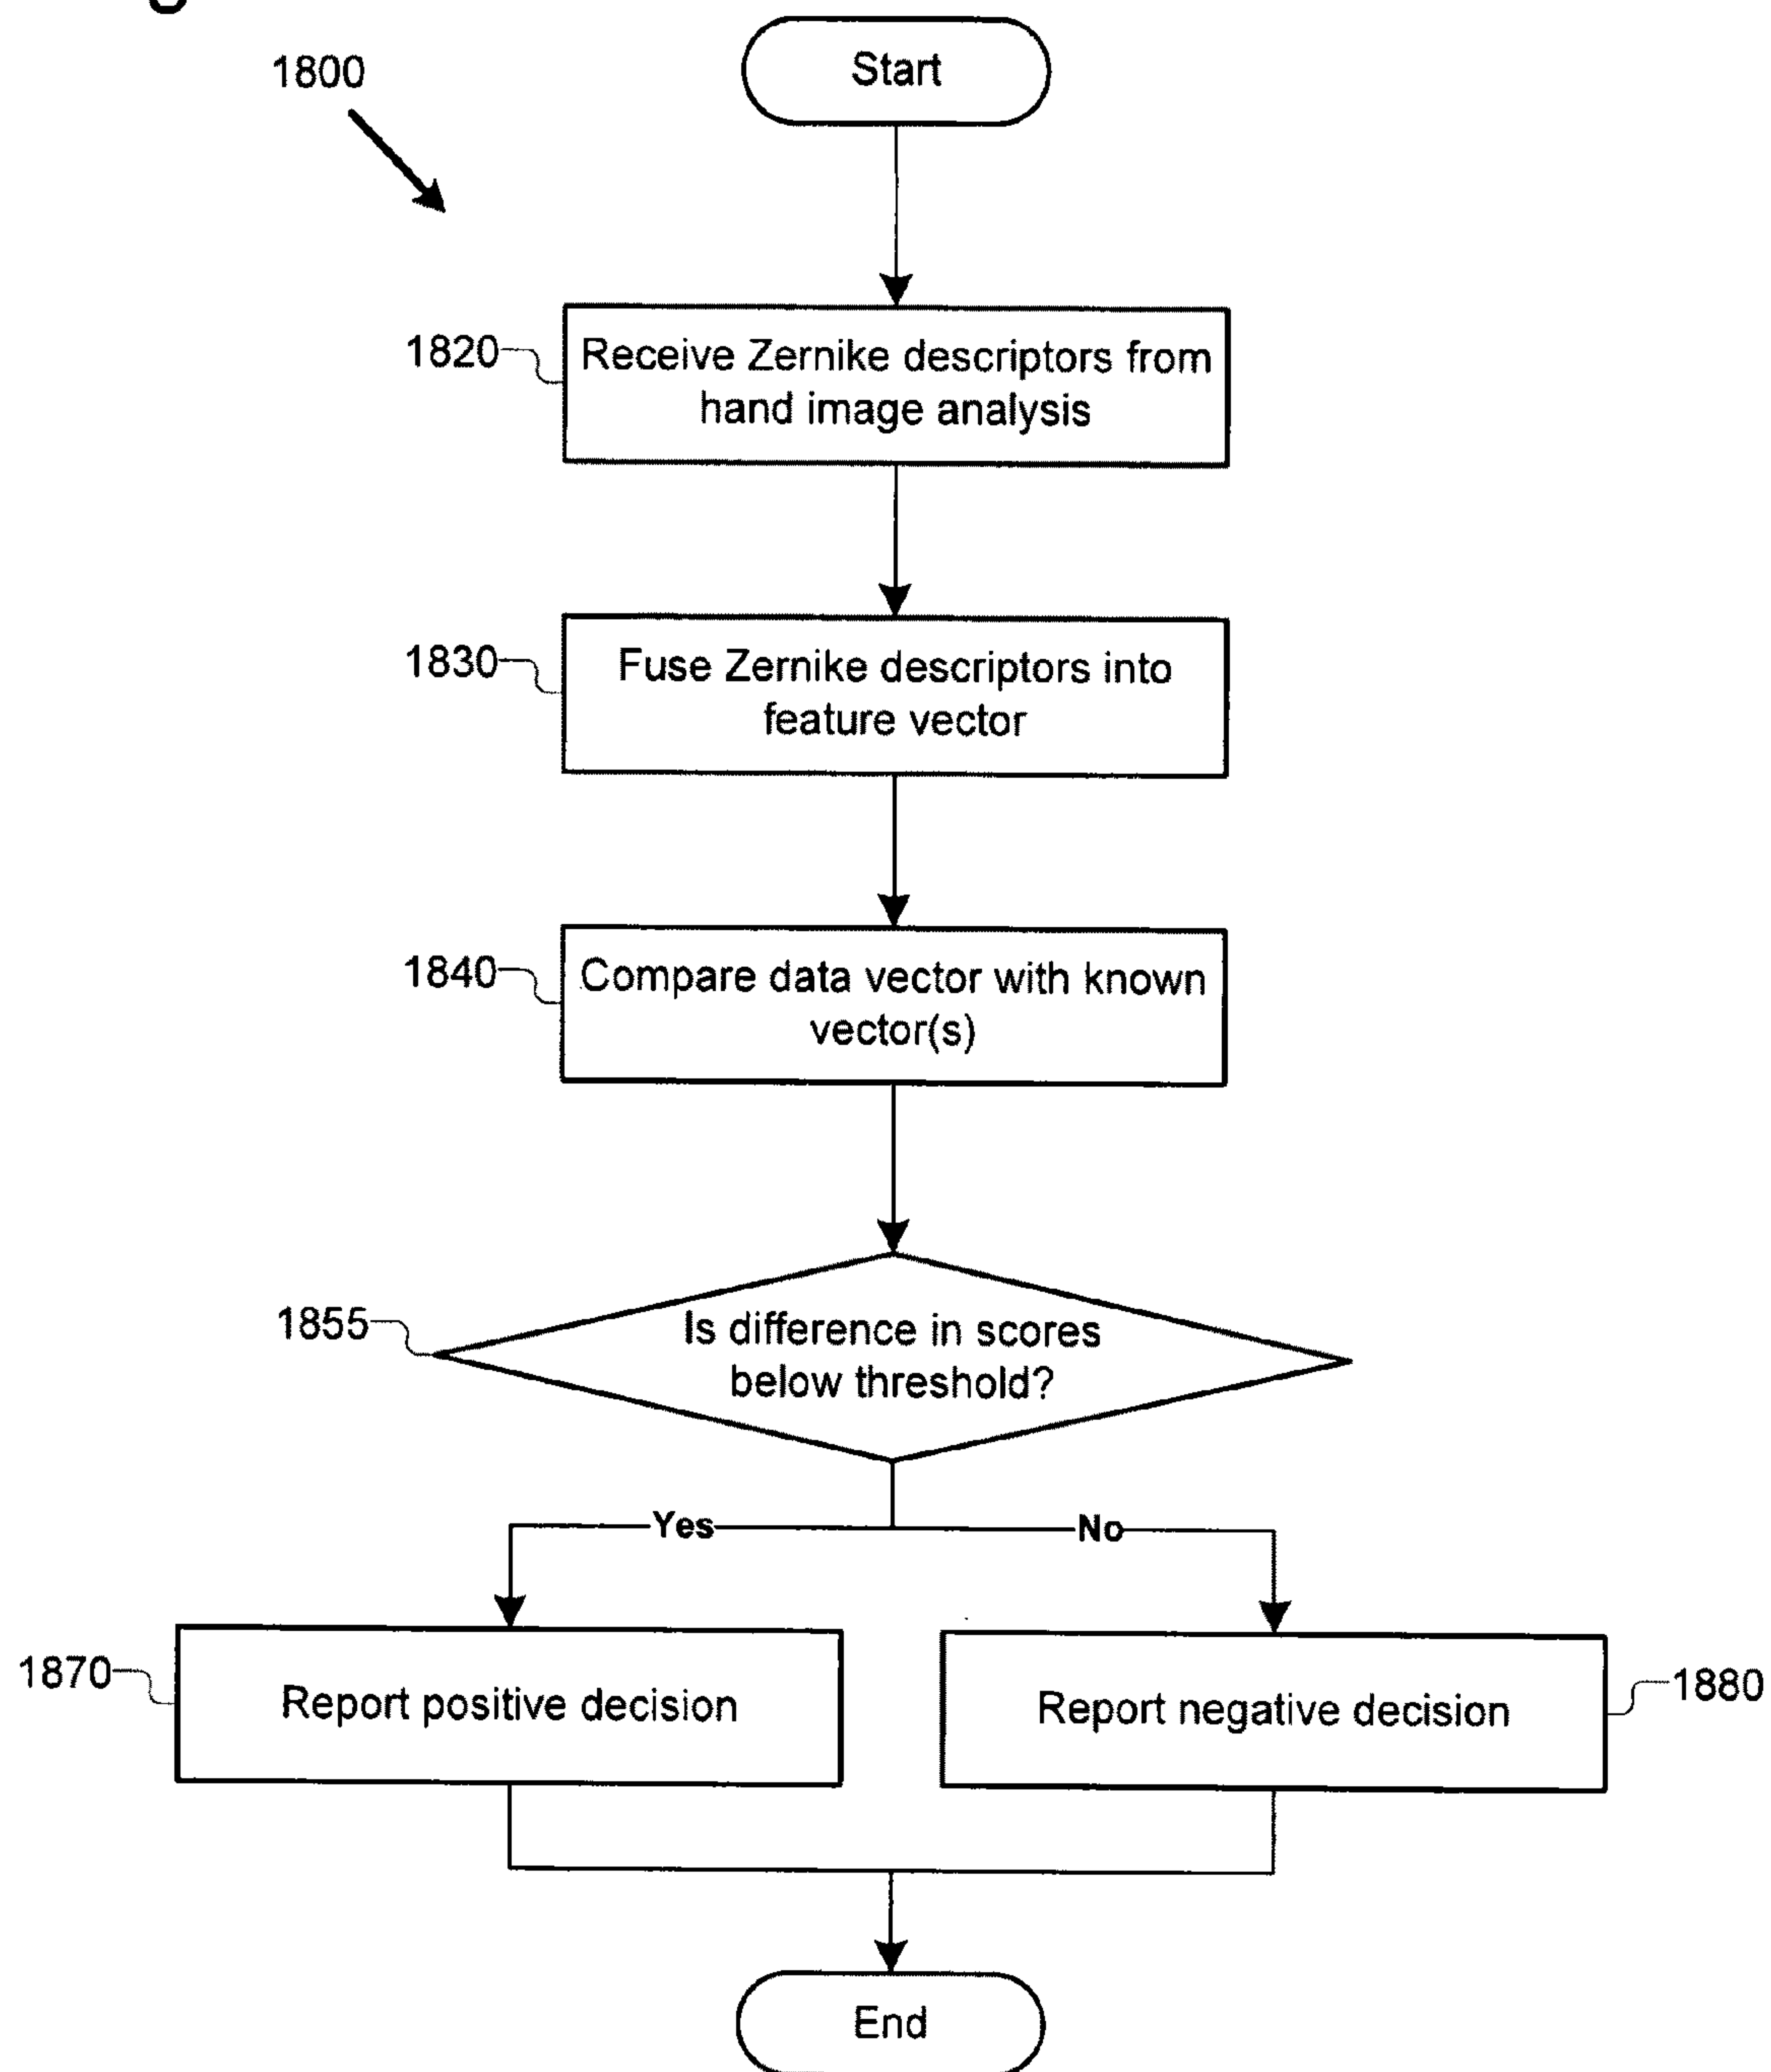 1800
Start
1820
Receive Zernike descriptors from
hand image analysis
1830
Fuse Zernike descriptors into
feature vector
1840
Compare data vector with known
vector(s)
1855
Is difference in scores
below threshold?
Yes
No
1870
Report positive decision
Report negative decision
1880
End